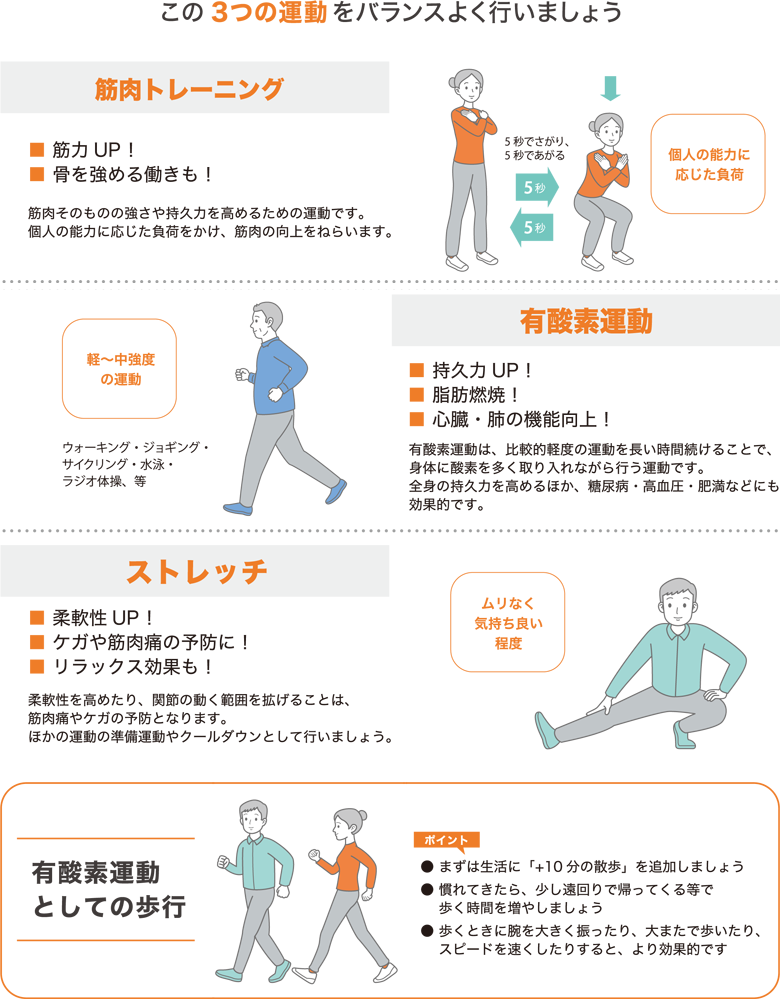 この 3つの運動 をバランスよく行いましょう
筋肉トレーニング
■ 筋力 UP！
■ 骨を強める働きも！
筋肉そのものの強さや持久力を高めるための運動です。
個人の能力に応じた負荷をかけ、筋肉の向上をねらいます。
5 秒でさがり、
5 秒であがる
5 秒
5 秒
個人の能力に
応じた負荷
軽〜中強度
の運動
ウォーキング・ジョギング・
サイクリング・水泳・
ラジオ体操、等
有酸素運動
■ 持久力 UP！
■ 脂肪燃焼！
■ 心臓・肺の機能向上！
有酸素運動は、比較的軽度の運動を長い時間続けることで、
身体に酸素を多く取り入れながら行う運動です。
全身の持久力を高めるほか、糖尿病・高血圧・肥満などにも
効果的です。
ストレッチ
■ 柔軟性 UP！
■ ケガや筋肉痛の予防に！
■ リラックス効果も！
柔軟性を高めたり、関節の動く範囲を拡げることは、
筋肉痛やケガの予防となります。
ほかの運動の準備運動やクールダウンとして行いましょう。
ムリなく
気持ち良い
程度
有酸素運動
としての歩行
ポイント
● まずは生活に「+10 分の散歩」を追加しましょう
● 慣れてきたら、少し遠回りで帰ってくる等で
歩く時間を増やしましょう
● 歩くときに腕を大きく振ったり、大またで歩いたり、
スピードを速くしたりすると、より効果的です